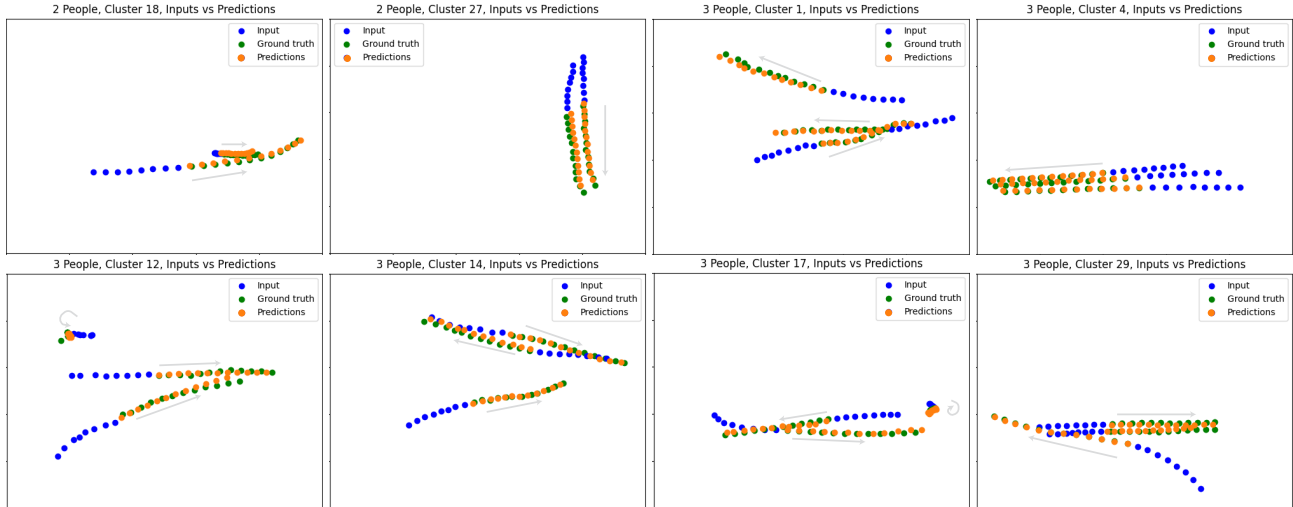 2 People, Cluster 18, Inputs vs Predictions
Input
Ground truth
Predictions
2 People, Cluster 27, Inputs vs Predictions
Input
Ground truth
Predictions
3 People, Cluster 1, Inputs vs Predictions
Input
Ground truth
Predictions
3 People, Cluster 4, Inputs vs Predictions
Input
Ground truth
Predictions
3 People, Cluster 12, Inputs vs Predictions
Input
Ground truth
Predictions
3 People, Cluster 14, Inputs vs Predictions
Input
Ground truth
Predictions
3 People, Cluster 17, Inputs vs Predictions
Input
Ground truth
Predictions
3 People, Cluster 29, Inputs vs Predictions
Input
Ground truth
Predictions